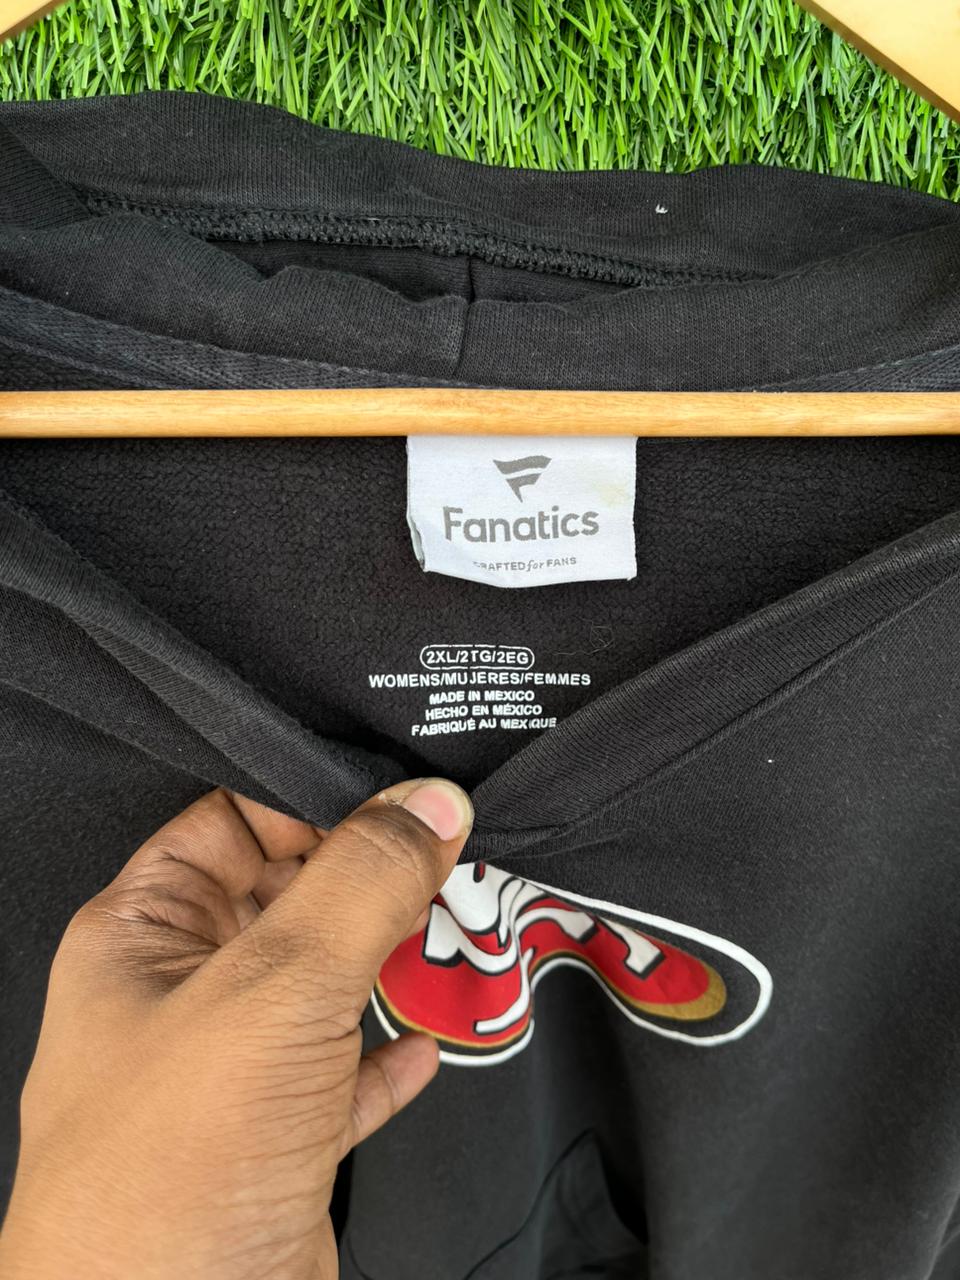 Fanatics
CRAFTED for FANS
2XL/2TG/2EG
WOMENS/MUJERES/FEMMES
MADE IN MEXICO
HECHO EN MÉXICO
FABRIQUÉ AU MEXIQUE